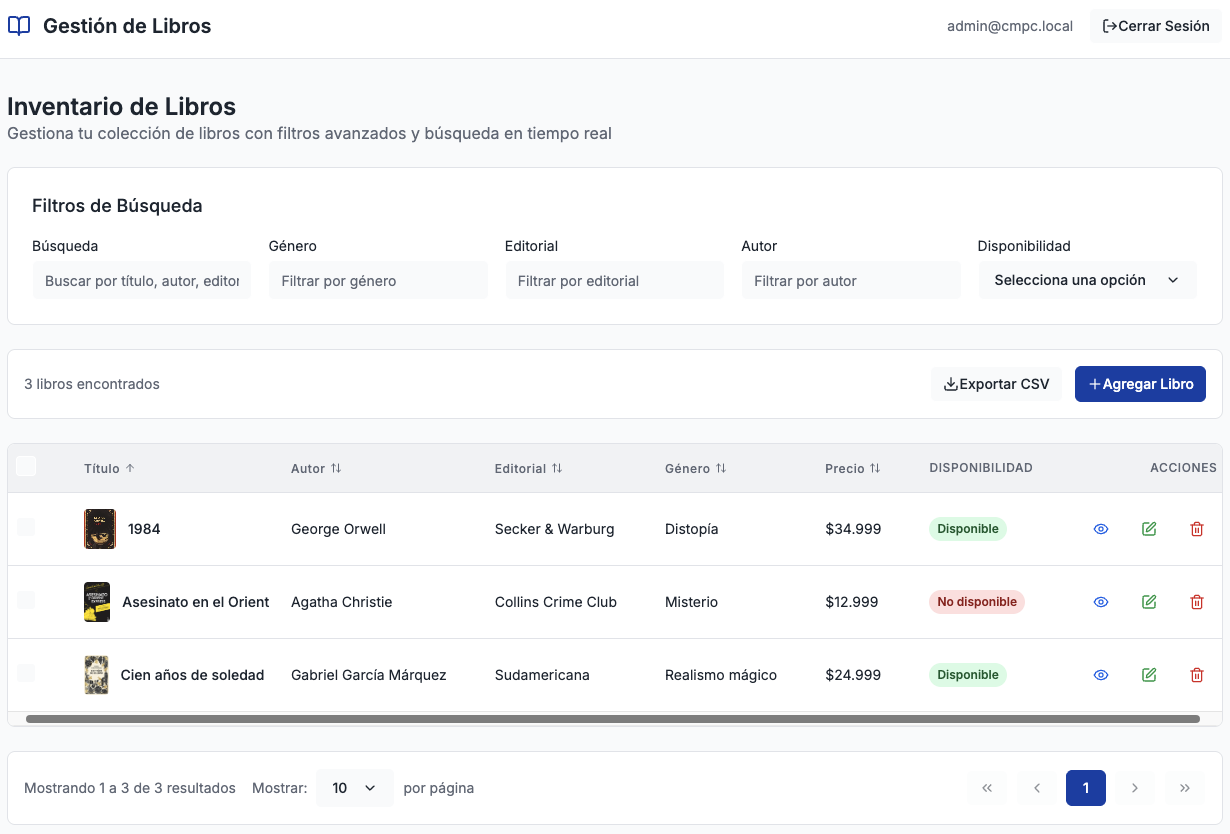 Gestión de Libros
admin@cmpc.local
Cerrar Sesión
Inventario de Libros
Gestiona tu colección de libros con filtros avanzados y búsqueda en tiempo real
Filtros de Búsqueda
Búsqueda Género Editorial Autor Disponibilidad
Buscar por título, autor, editor Filtrar por género Filtrar por editorial Filtrar por autor Selecciona una opción
3 libros encontrados
Exportar CSV
+Agregar Libro
Título ↑ Autor ↑↓ Editorial ↑↓ Género ↑↓ Precio ↑↓ DISPONIBILIDAD ACCIONES
1984 George Orwell Secker & Warburg Distopía $34.999 Disponible
Asesinato en el Orient Agatha Christie Collins Crime Club Misterio $12.999 No disponible
Cien años de soledad Gabriel García Márquez Sudamericana Realismo mágico $24.999 Disponible
Mostrando 1 a 3 de 3 resultados Mostrar: 10 por página « ‹ 1 › »